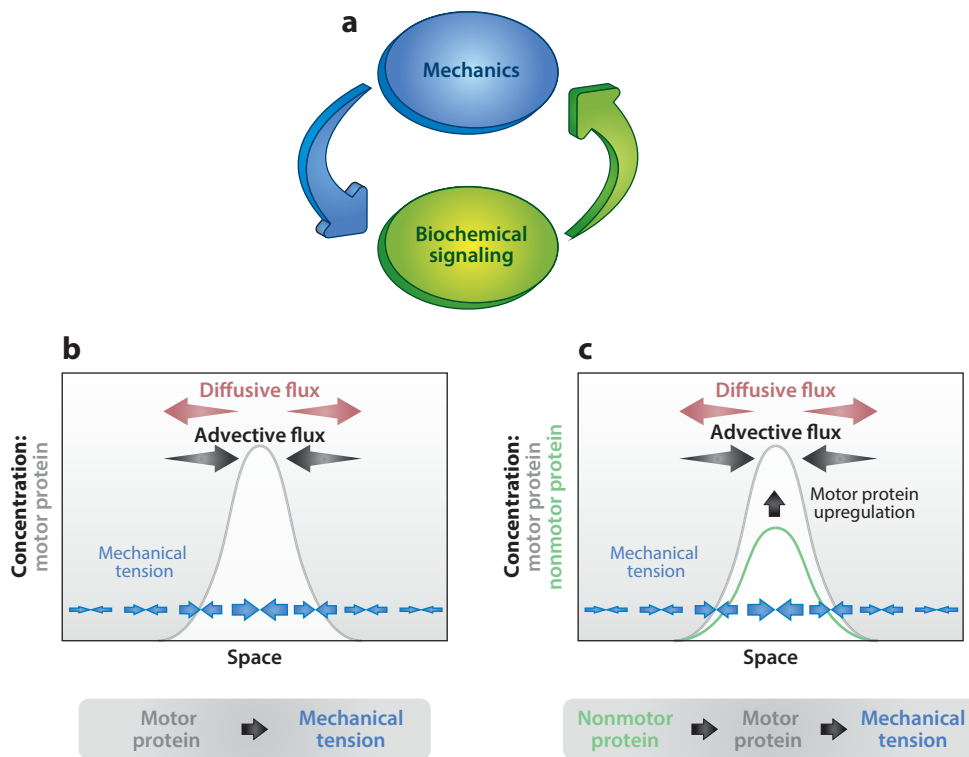 a
Mechanics
Biochemical
signaling
b
Diffusive flux
Advective flux
Concentration:
motor protein
Mechanical
tension
Space
Motor
protein
Mechanical
tension
c
Diffusive flux
Advective flux
Concentration:
motor protein
nonmotor protein
Motor protein
upregulation
Mechanical
tension
Space
Nonmotor
protein
Motor
protein
Mechanical
tension